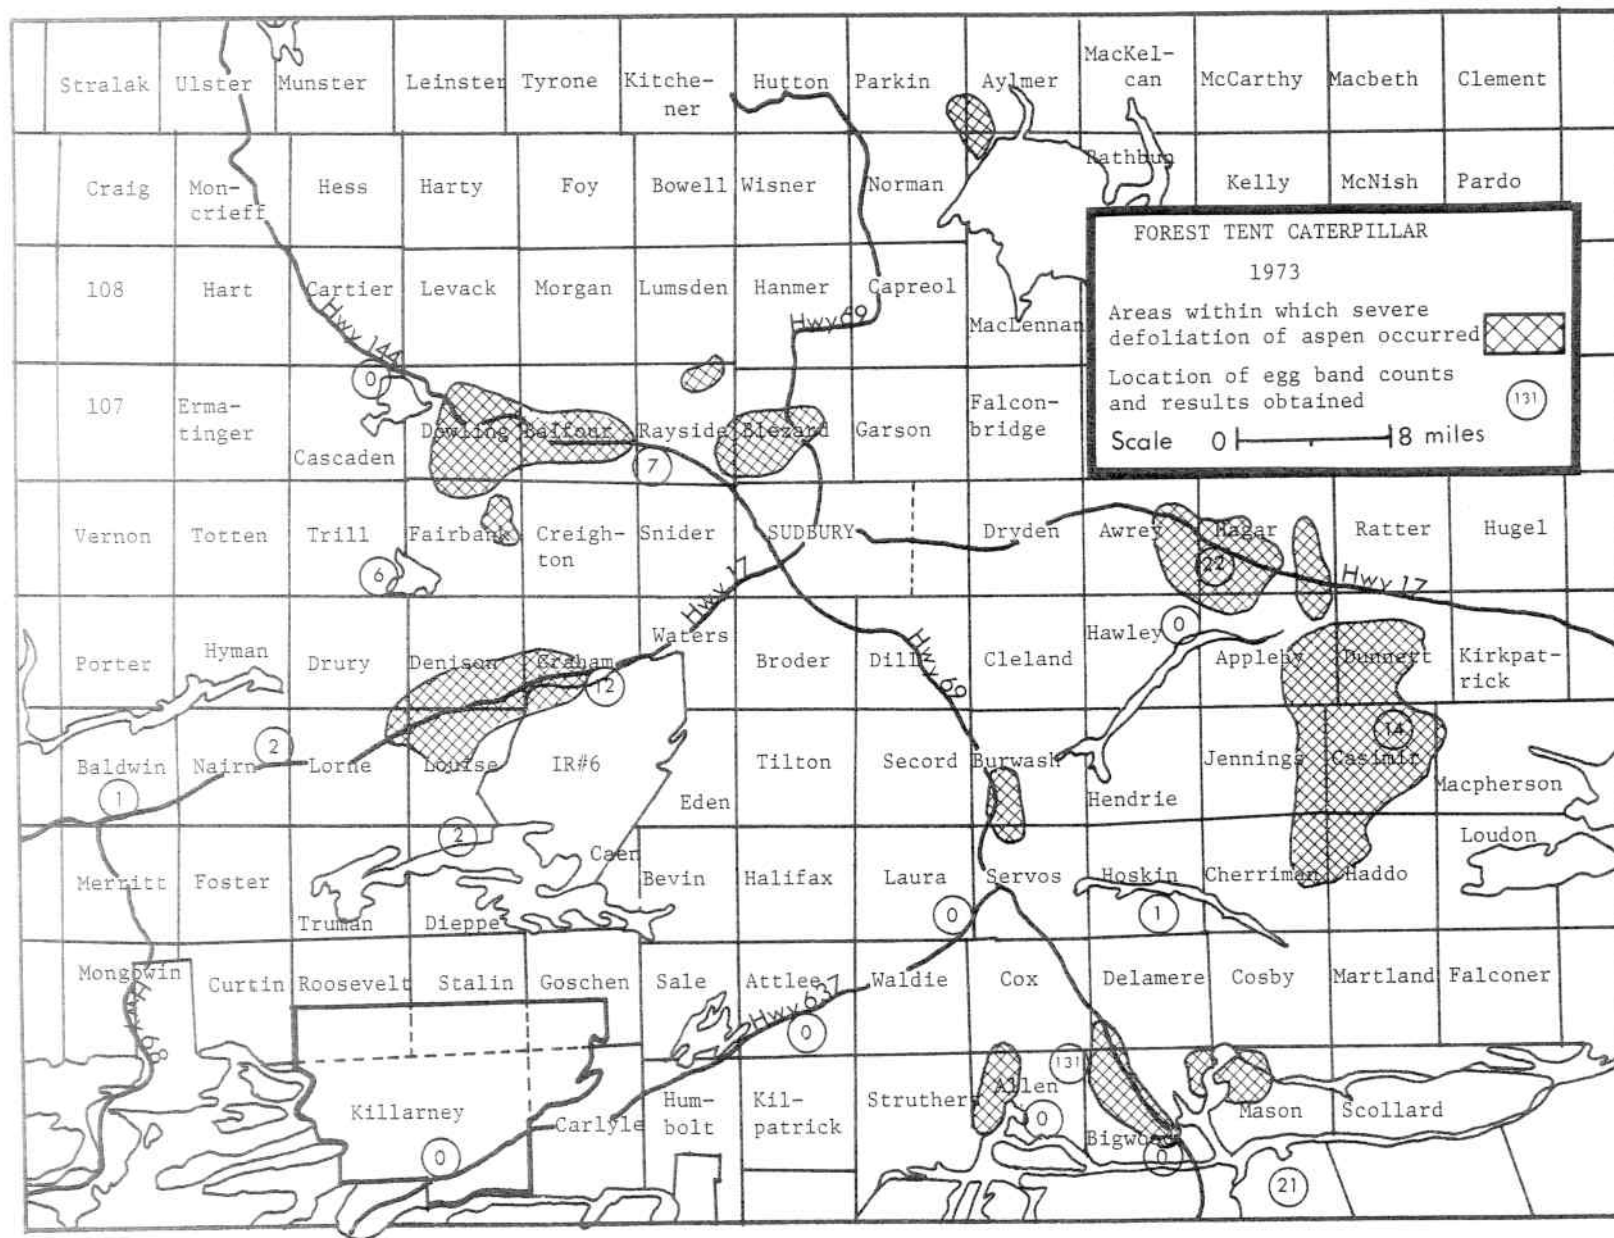 Stralak
Ulster
Munster
Leinster
Tyrone
Kitche-
ner
Hutton
Parkin
Aylmer
MacKel-
can
McCarthy
Macbeth
Clement
Craig
Mon-
crieff
Hess
Harty
Foy
Bowell
Wisner
Norman
Rathbun
Kelly
McNish
Pardo
FOREST TENT CATERPILLAR
1973
Areas within which severe
defoliation of aspen occurred
Location of egg band counts
and results obtained
131
Scale 0 8 miles
108
Hart
Cartier
Levack
Morgan
Lumsden
Hanmer
Capreol
MacLennan
Hwy 144
Hwy 69
0
107
Erma-
tinger
Cascaden
Dowling
Balfour
Rayside
Blezard
Garson
Falcon-
bridge
7
Vernon
Totten
Trill
Fairbank
Creigh-
ton
Snider
SUDBURY
Dryden
Awrey
Hagar
Ratter
Hugel
6
22
Hwy 17
Hwy 17
Porter
Hyman
Drury
Denison
Graham
Waters
Broder
Dill
Cleland
Hawley
Appleby
Dunnett
Kirkpat-
rick
12
0
Hwy 69
Baldwin
Nairn
Lorne
Louise
IR#6
Eden
Tilton
Secord
Burwash
Hendrie
Jennings
Casimir
Macpherson
2
1
14
Merritt
Foster
Truman
Dieppe
Caen
Bevin
Halifax
Laura
Servos
Hoskin
Cherriman
Haddo
Loudon
2
0
1
Mongowin
Curtin
Roosevelt
Stalin
Goschen
Sale
Attlee
Waldie
Cox
Delamere
Cosby
Martland
Falconer
Hwy 68
Hwy 637
0
Killarney
Carlyle
Hum-
bolt
Kil-
patrick
Struthers
Allen
131
Bigwood
Mason
Scollard
0
0
0
21